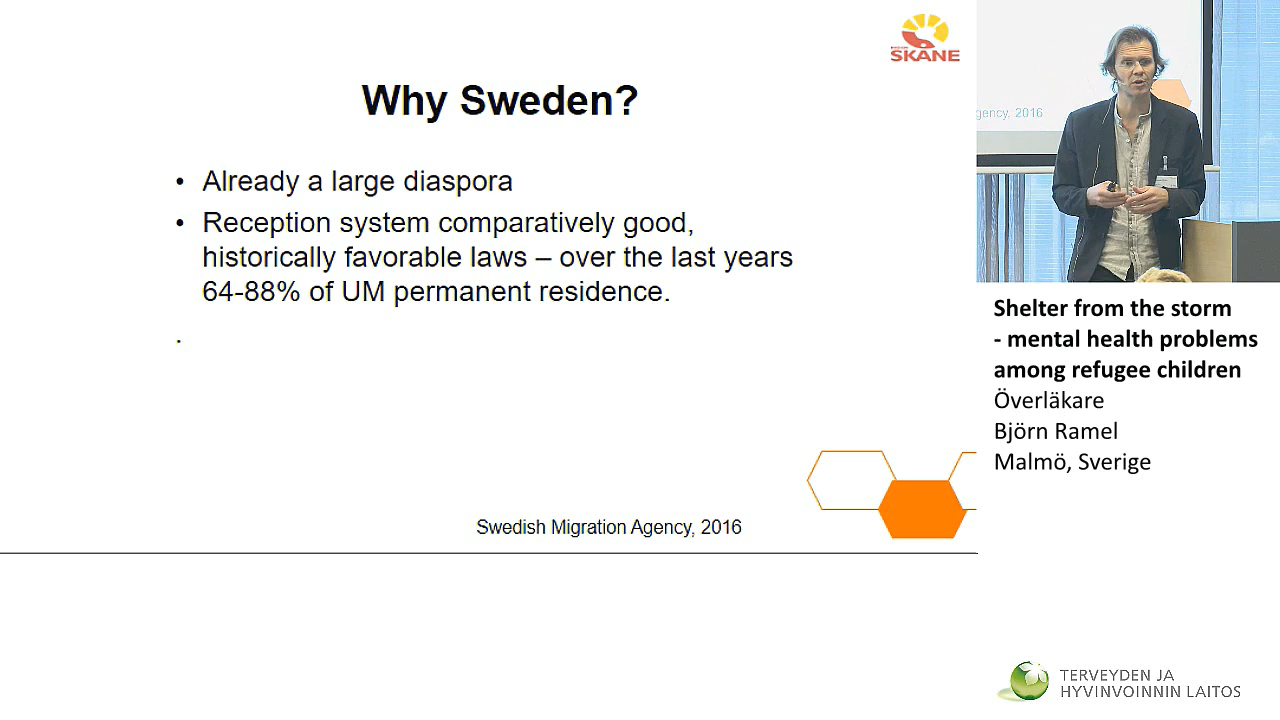 SKÅNE
Why Sweden?
• Already a large diaspora
• Reception system comparatively good,
historically favorable laws – over the last years
64-88% of UM permanent residence.
.
Swedish Migration Agency, 2016
gency, 2016
Shelter from the storm
- mental health problems
among refugee children
Överläkare
Björn Ramel
Malmö, Sverige
TERVEYDEN JA
HYVINVOINNIN LAITOS